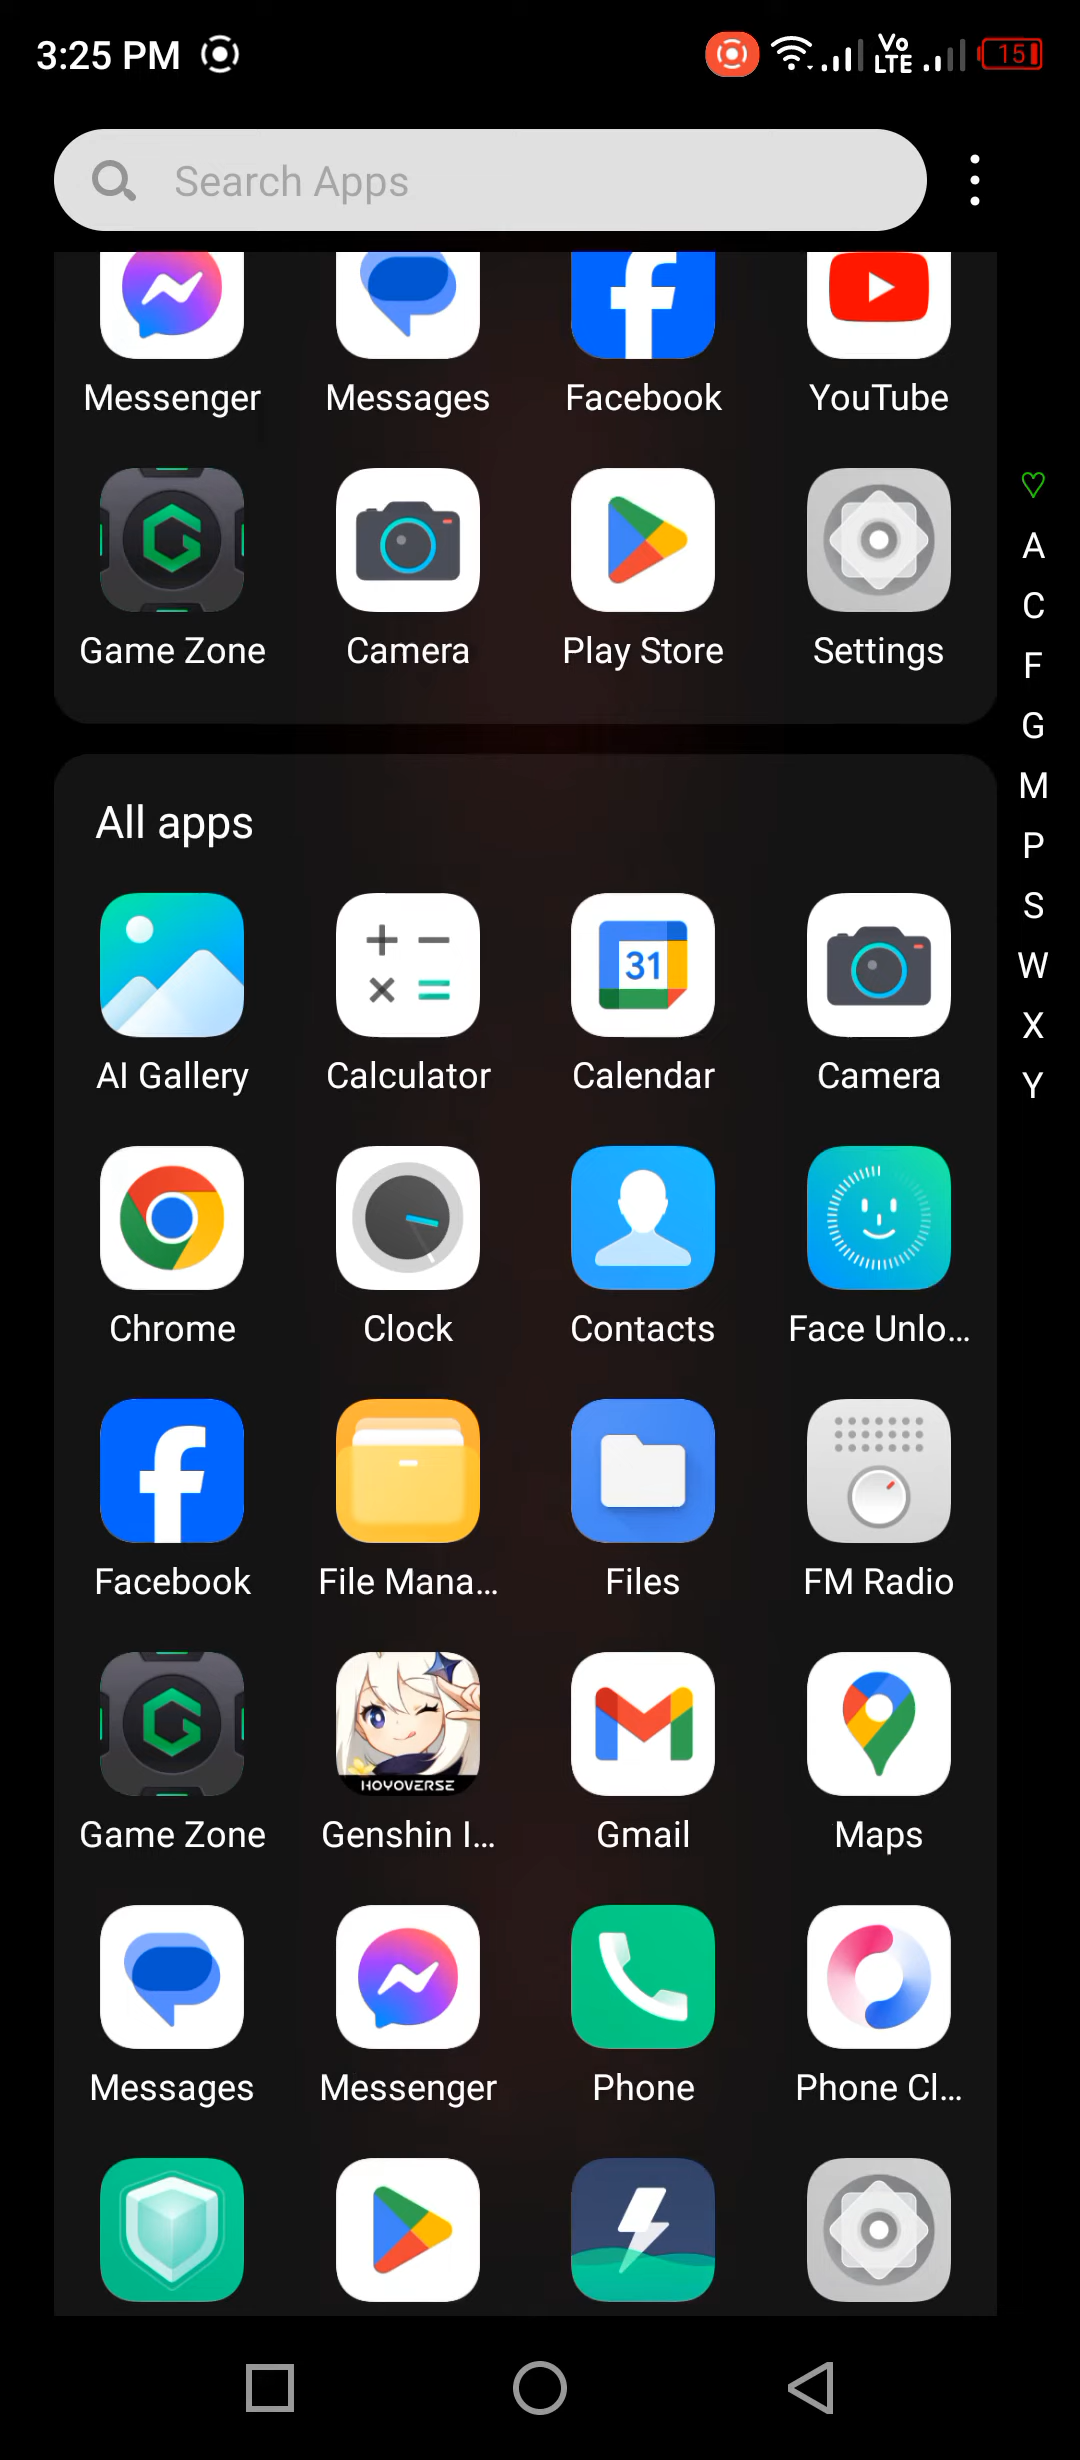 3:25 PM Vo LTE 15
Search Apps
Messenger Messages Facebook YouTube
Game Zone Camera Play Store Settings
All apps
31
AI Gallery Calculator Calendar Camera
Chrome Clock Contacts Face Unlo...
Facebook File Mana... Files FM Radio
HOYOVERSE
Game Zone Genshin I... Gmail Maps
Messages Messenger Phone Phone Cl...
A
C
F
G
M
P
S
W
X
Y